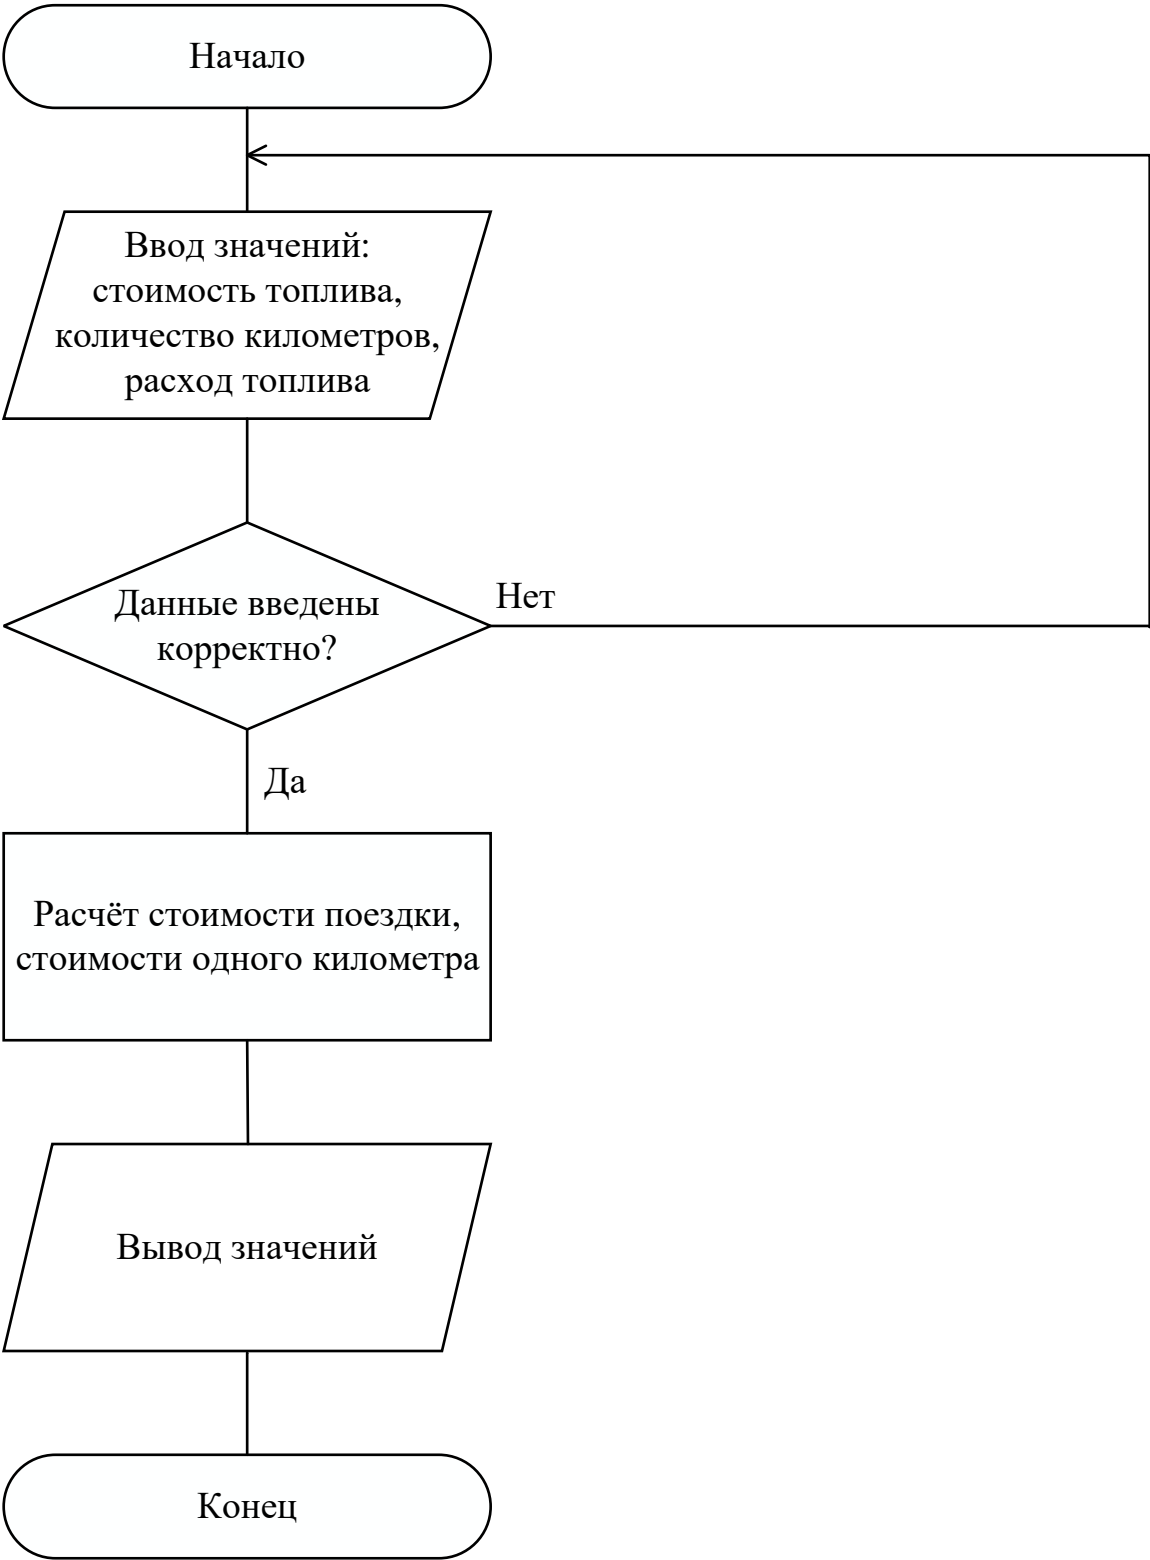 Начало
Ввод значений:
стоимость топлива,
количество километров,
расход топлива
Данные введены
корректно?
Нет
Да
Расчёт стоимости поездки,
стоимости одного километра
Вывод значений
Конец